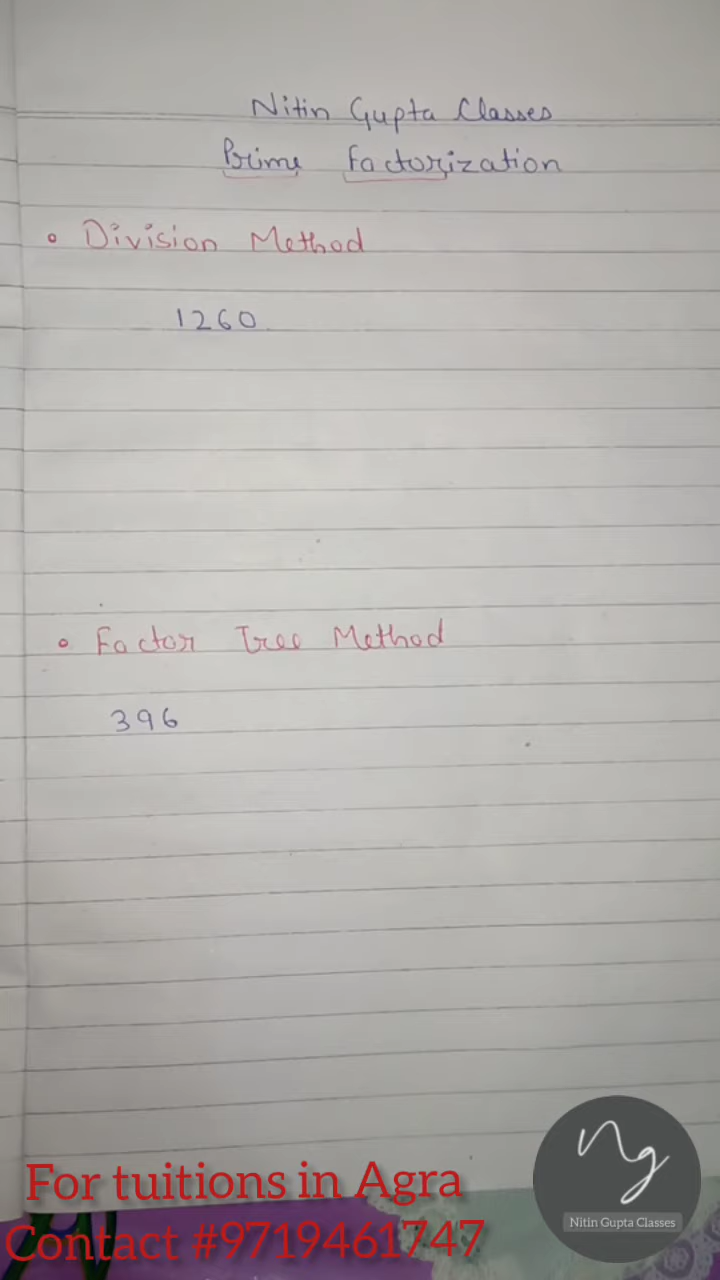 Nitin Gupta Classes
Prime Factorization
• Division Method
1260
• Factor Tree Method
396
For tuitions in Agra
Contact #9719461747
ng
Nitin Gupta Classes